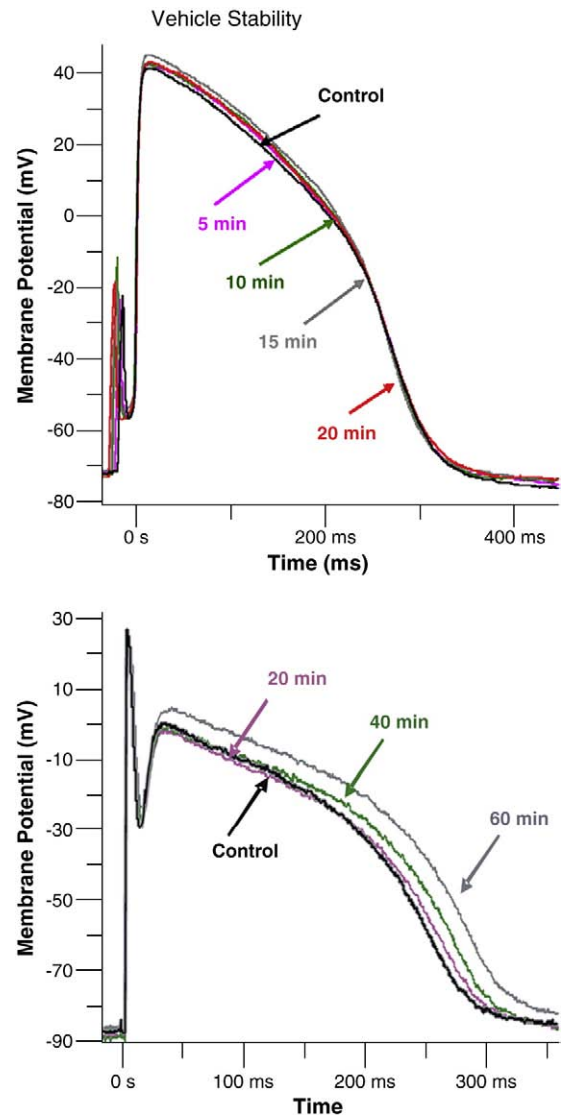 Vehicle Stability
Membrane Potential (mV)
40
20
0
-20
-40
-60
-80
Control
5 min
10 min
15 min
20 min
0 s
200 ms
400 ms
Time (ms)
Membrane Potential (mV)
30
10
-10
-30
-50
-70
-90
20 min
40 min
60 min
Control
0 s
100 ms
200 ms
300 ms
Time